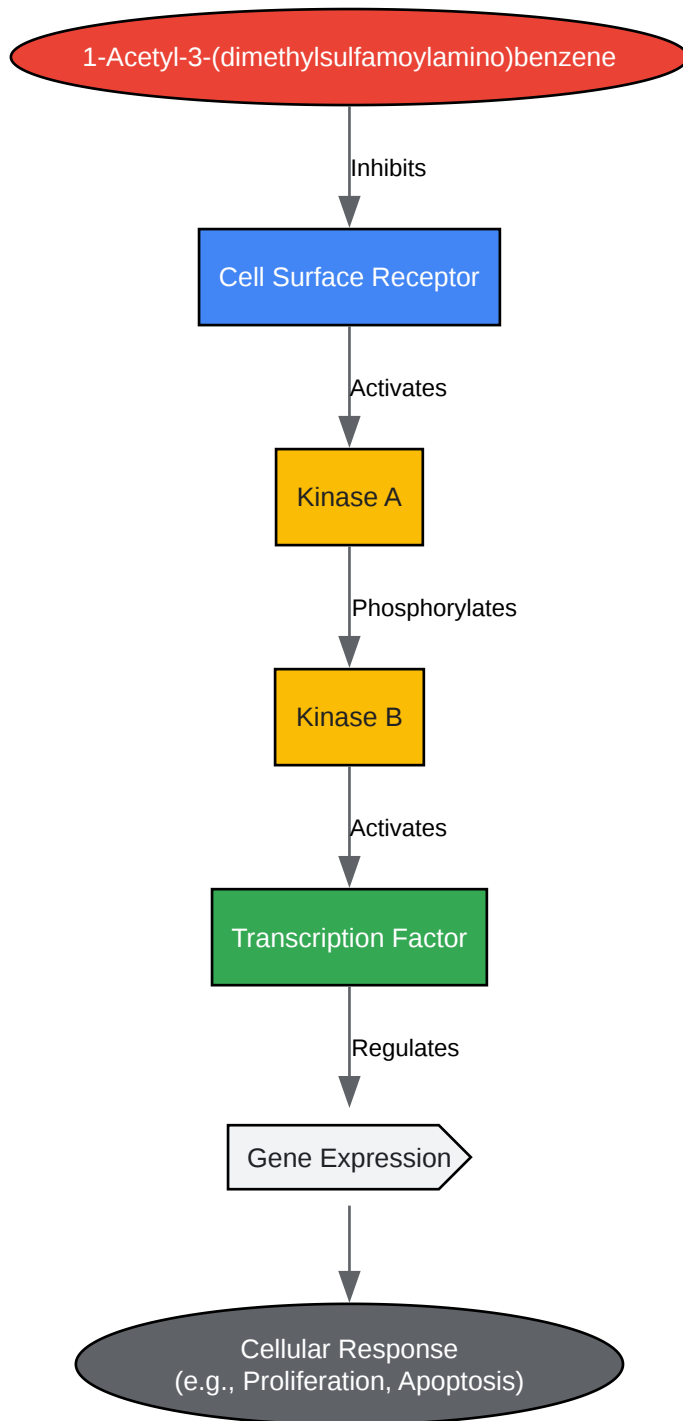 1-Acetyl-3-(dimethylsulfamoylamino)benzene
Inhibits
Cell Surface Receptor
Activates
Kinase A
Phosphorylates
Kinase B
Activates
Transcription Factor
Regulates
Gene Expression
Cellular Response
(e.g., Proliferation, Apoptosis)